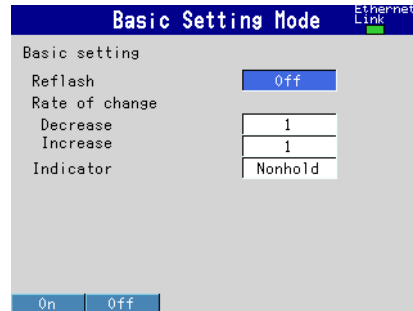 Basic Setting Mode
Ethernet
Link
Basic setting
Reflash Off
Rate of change
Decrease 1
Increase 1
Indicator Nonhold
On Off